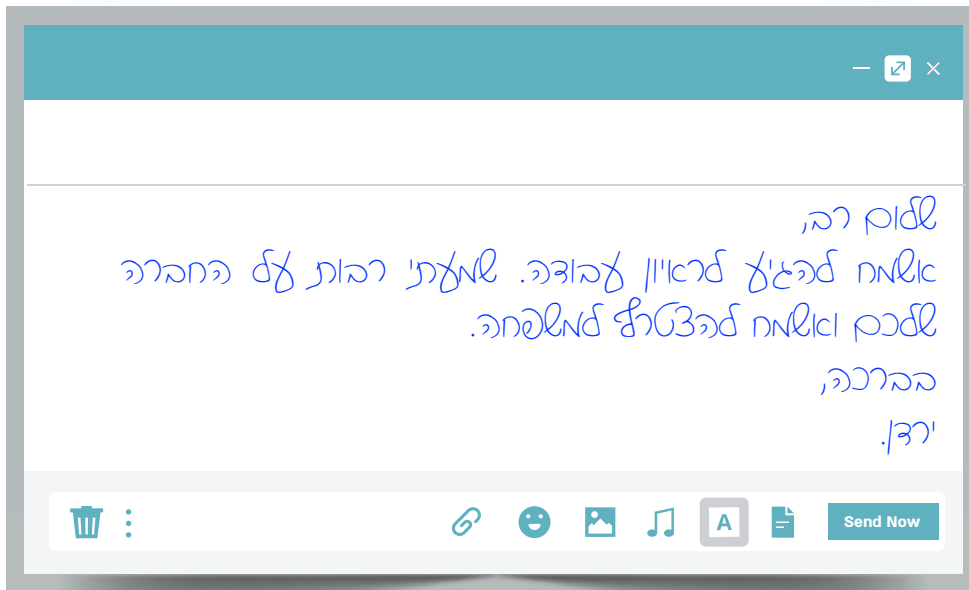 שלום רב,
אשמח להגיע לראיון עבודה. שמעתי רבות על החברה
שלכם ואשמח להצטרף למשפחה.
בברכה,
ירדן.
A
Send Now